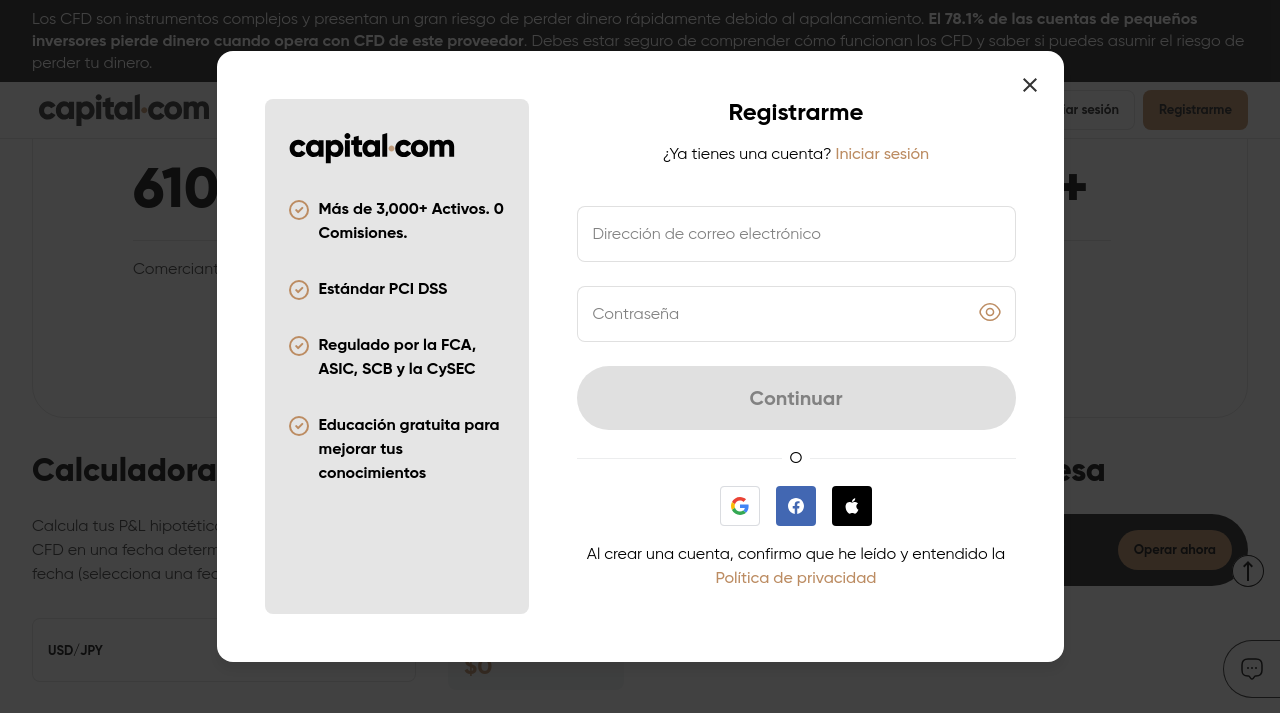 Los CFD son instrumentos complejos y presentan un gran riesgo de perder dinero rápidamente debido al apalancamiento. El 78.1% de las cuentas de pequeños
inversores pierde dinero cuando opera con CFD de este proveedor. Debes estar seguro de comprender cómo funcionan los CFD y saber si puedes asumir el riesgo de
perder tu dinero.
capital.com
iar sesión
Registrarme
610
+
Comerciant
Calculadora
esa
Calcula tus P&L hipotétic
CFD en una fecha determ
fecha (selecciona una fec
Operar ahora
USD/JPY
$0
capital.com
Más de 3,000+ Activos. 0
Comisiones.
Estándar PCI DSS
Regulado por la FCA,
ASIC, SCB y la CySEC
Educación gratuita para
mejorar tus
conocimientos
Registrarme
¿Ya tienes una cuenta? Iniciar sesión
Dirección de correo electrónico
Contraseña
Continuar
O
Al crear una cuenta, confirmo que he leído y entendido la
Política de privacidad